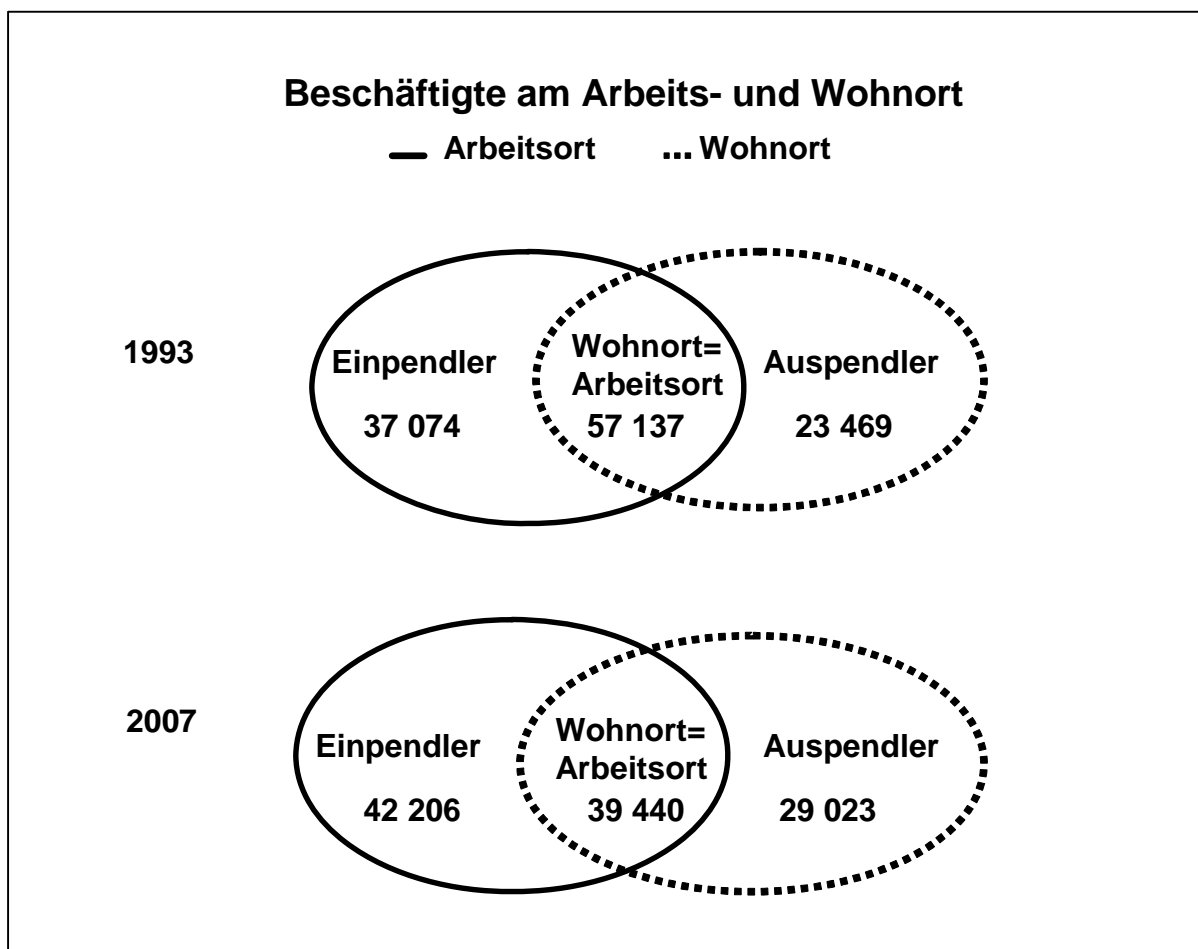 Beschäftigte am Arbeits- und Wohnort
Arbeitsort ... Wohnort
1993
Einpendler
37 074
Wohnort=
Arbeitsort
57 137
Auspendler
23 469
2007
Einpendler
42 206
Wohnort=
Arbeitsort
39 440
Auspendler
29 023